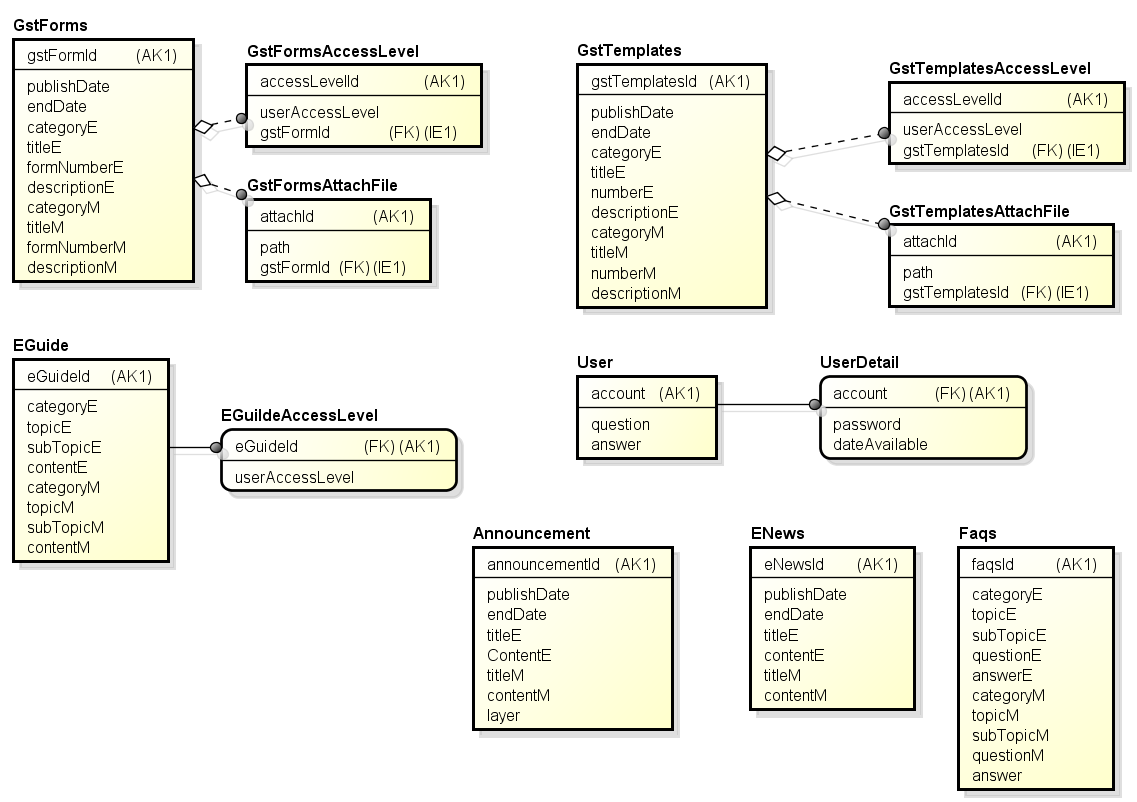 GstForms
gstFormId (AK1)
publishDate
endDate
categoryE
titleE
formNumberE
descriptionE
categoryM
titleM
formNumberM
descriptionM
GstFormsAccessLevel
accessLevelId (AK1)
userAccessLevel
gstFormId (FK) (IE1)
GstFormsAttachFile
attachId (AK1)
path
gstFormId (FK) (IE1)
GstTemplates
gstTemplatesId (AK1)
publishDate
endDate
categoryE
titleE
numberE
descriptionE
categoryM
titleM
numberM
descriptionM
GstTemplatesAccessLevel
accessLevelId (AK1)
userAccessLevel
gstTemplatesId (FK) (IE1)
GstTemplatesAttachFile
attachId (AK1)
path
gstTemplatesId (FK) (IE1)
EGuide
eGuideId (AK1)
categoryE
topicE
subTopicE
contentE
categoryM
topicM
subTopicM
contentM
EGuildeAccessLevel
eGuideId (FK) (AK1)
userAccessLevel
User
account (AK1)
question
answer
UserDetail
account (FK) (AK1)
password
dateAvailable
Announcement
announcementId (AK1)
publishDate
endDate
titleE
ContentE
titleM
contentM
layer
ENews
eNewsId (AK1)
publishDate
endDate
titleE
contentE
titleM
contentM
Faqs
faqsId (AK1)
categoryE
topicE
subTopicE
questionE
answerE
categoryM
topicM
subTopicM
questionM
answer